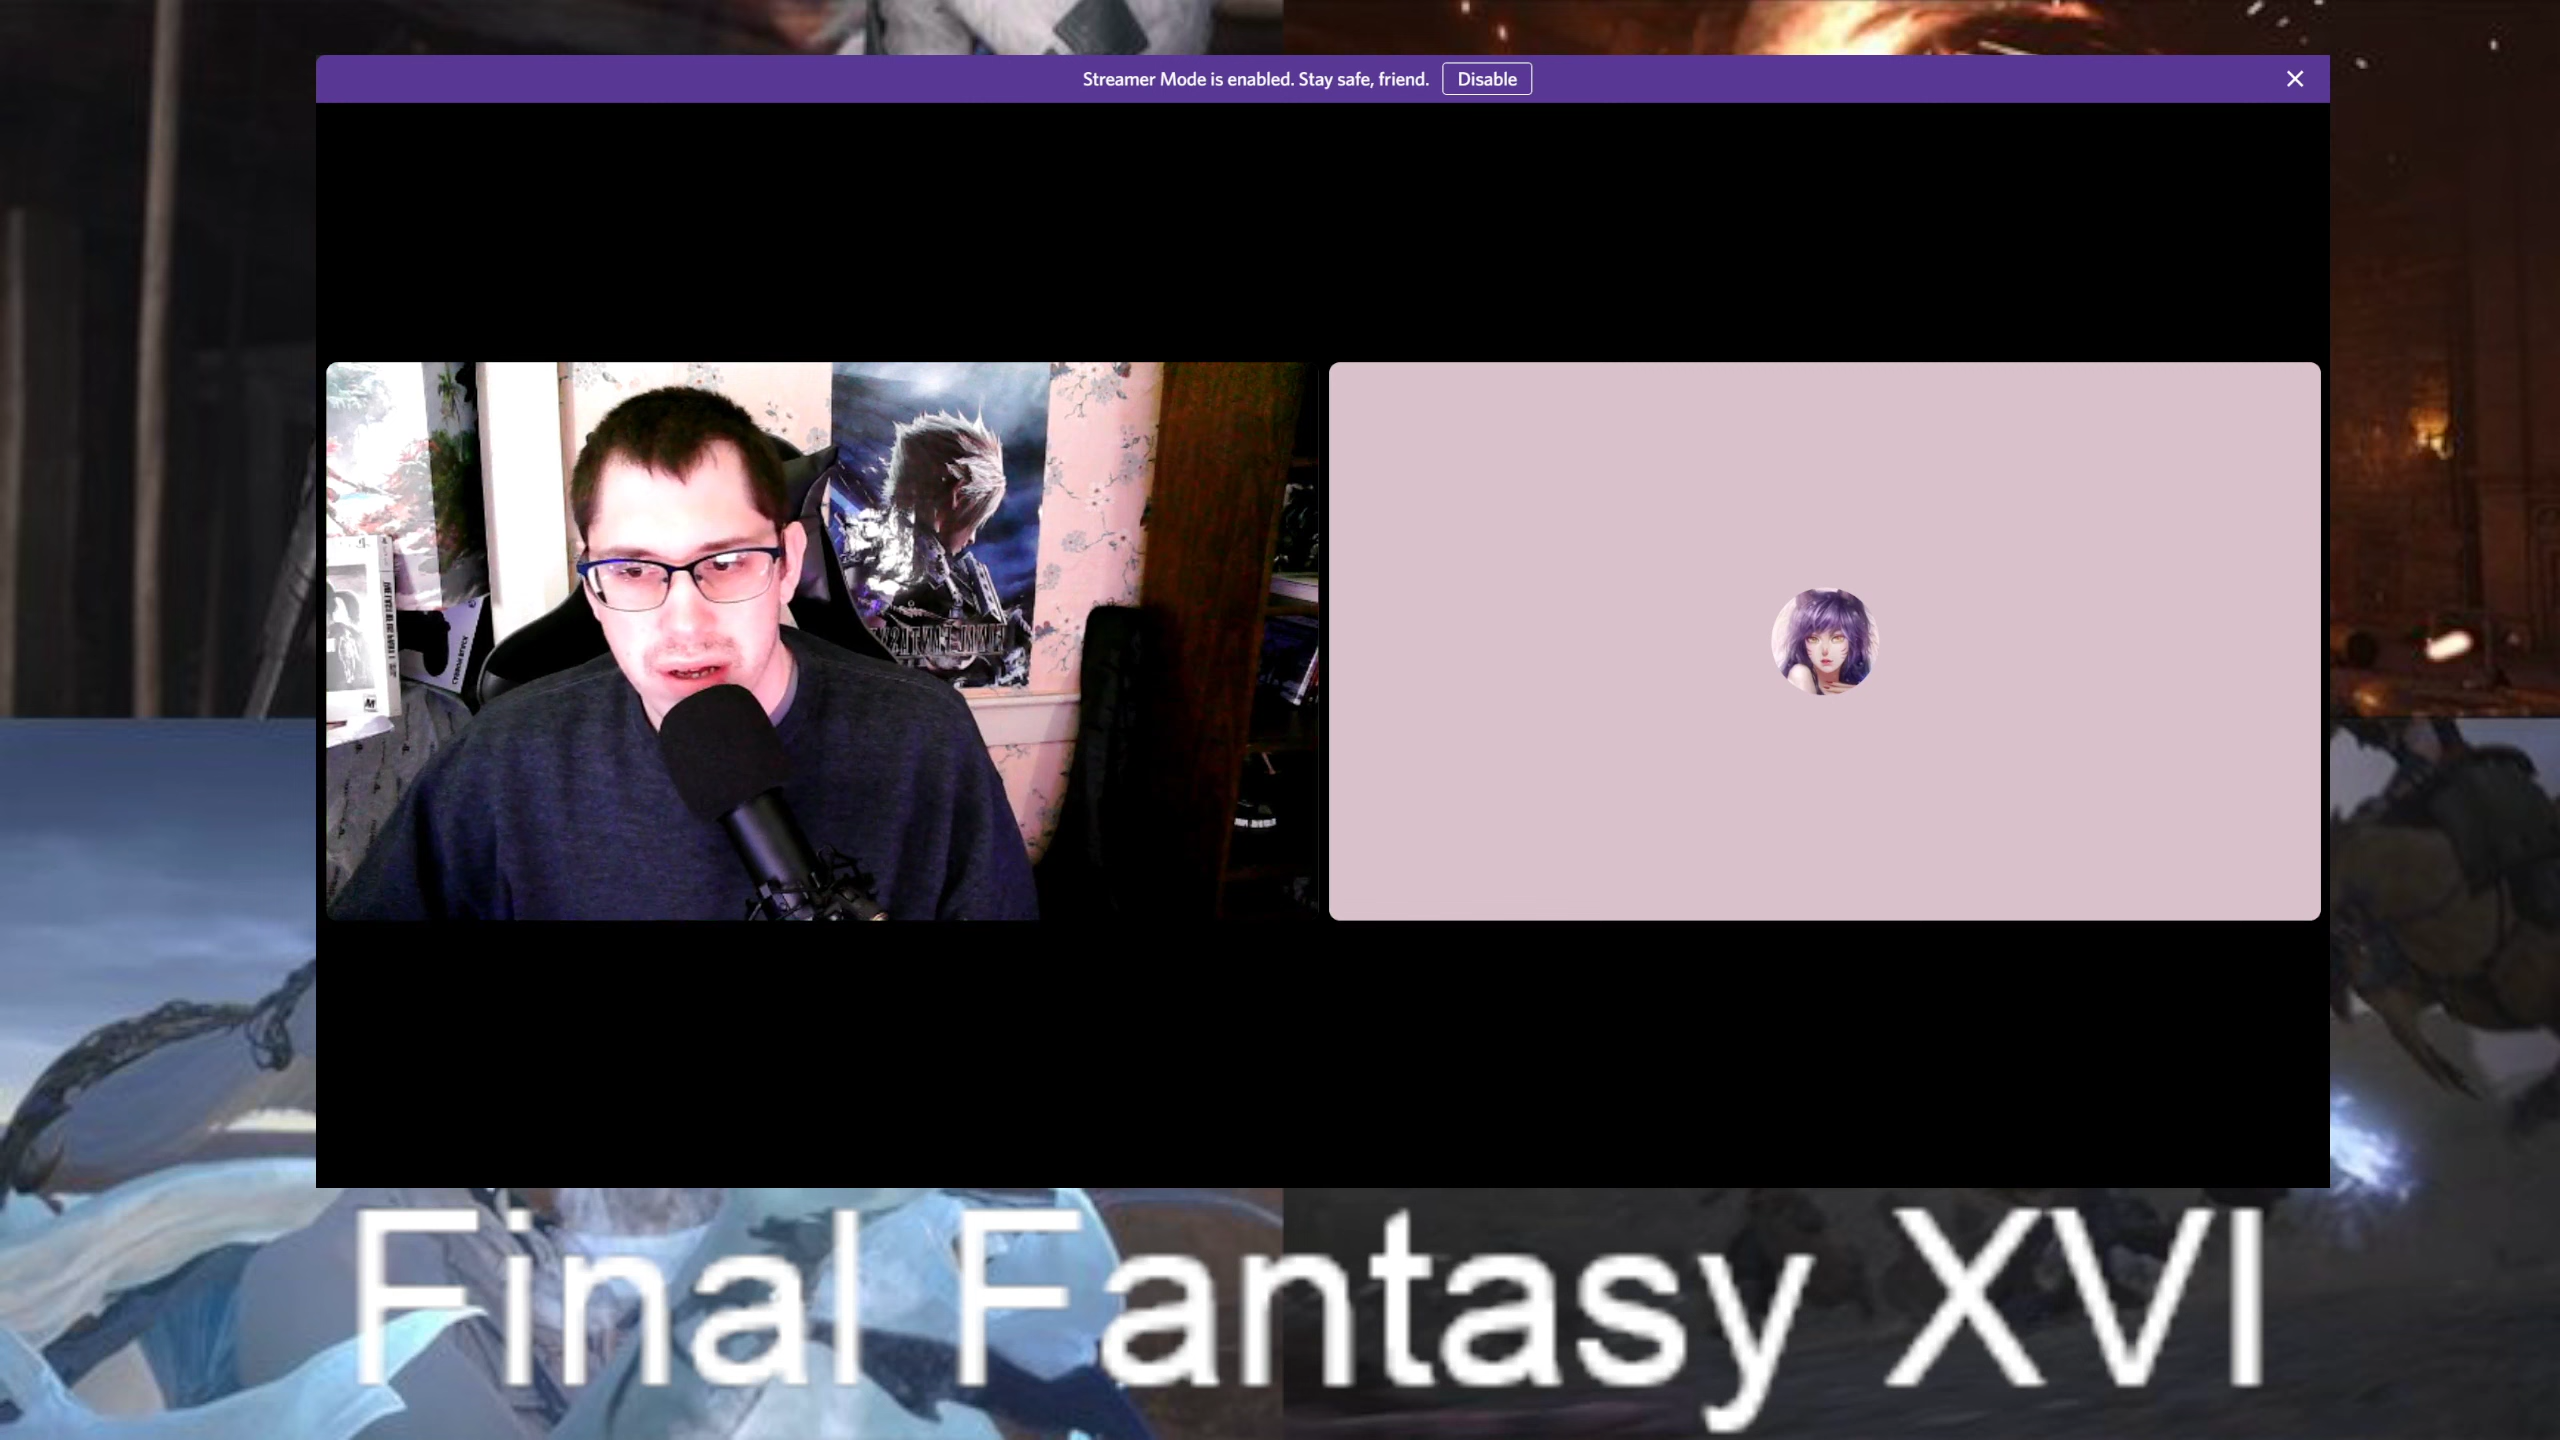 Streamer Mode is enabled. Stay safe, friend. Disable
Final Fantasy XVI